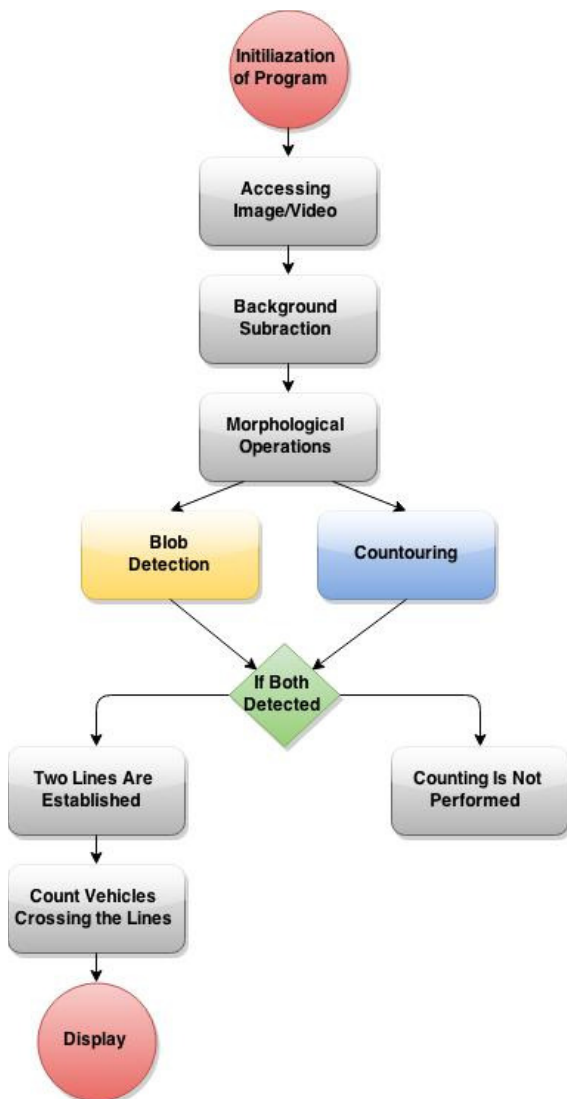 Initiliazation
of Program
Accessing
Image/Video
Background
Subraction
Morphological
Operations
Blob
Detection
Countouring
If Both
Detected
Two Lines Are
Established
Counting Is Not
Performed
Count Vehicles
Crossing the Lines
Display